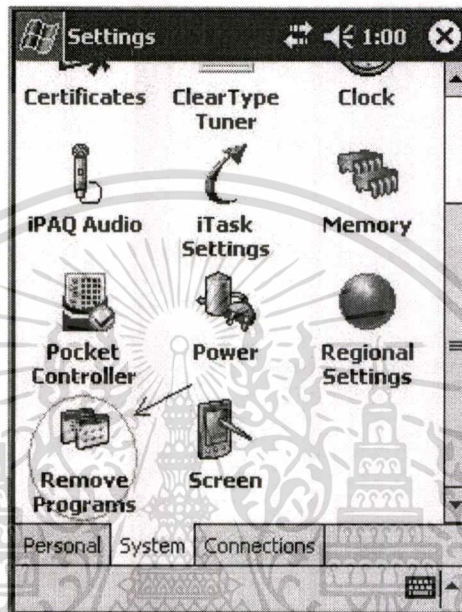 Settings
1:00
Certificates
ClearType
Tuner
Clock
iPAQ Audio
iTask
Settings
Memory
Pocket
Controller
Power
Regional
Settings
Remove
Programs
Screen
Personal
System
Connections